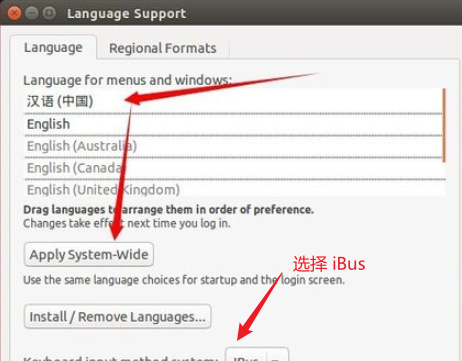 Language Support
Language
Regional Formats
Language for menus and windows:
汉语 (中国)
English
English (Australia)
English (Canada)
English (United Kingdom)
Drag languages to arrange them in order of preference.
Changes take effect next time you log in.
Apply System-Wide
Use the same language choices for startup and the login screen.
选择 iBus
Install / Remove Languages...
Keyboard input method system: iBus